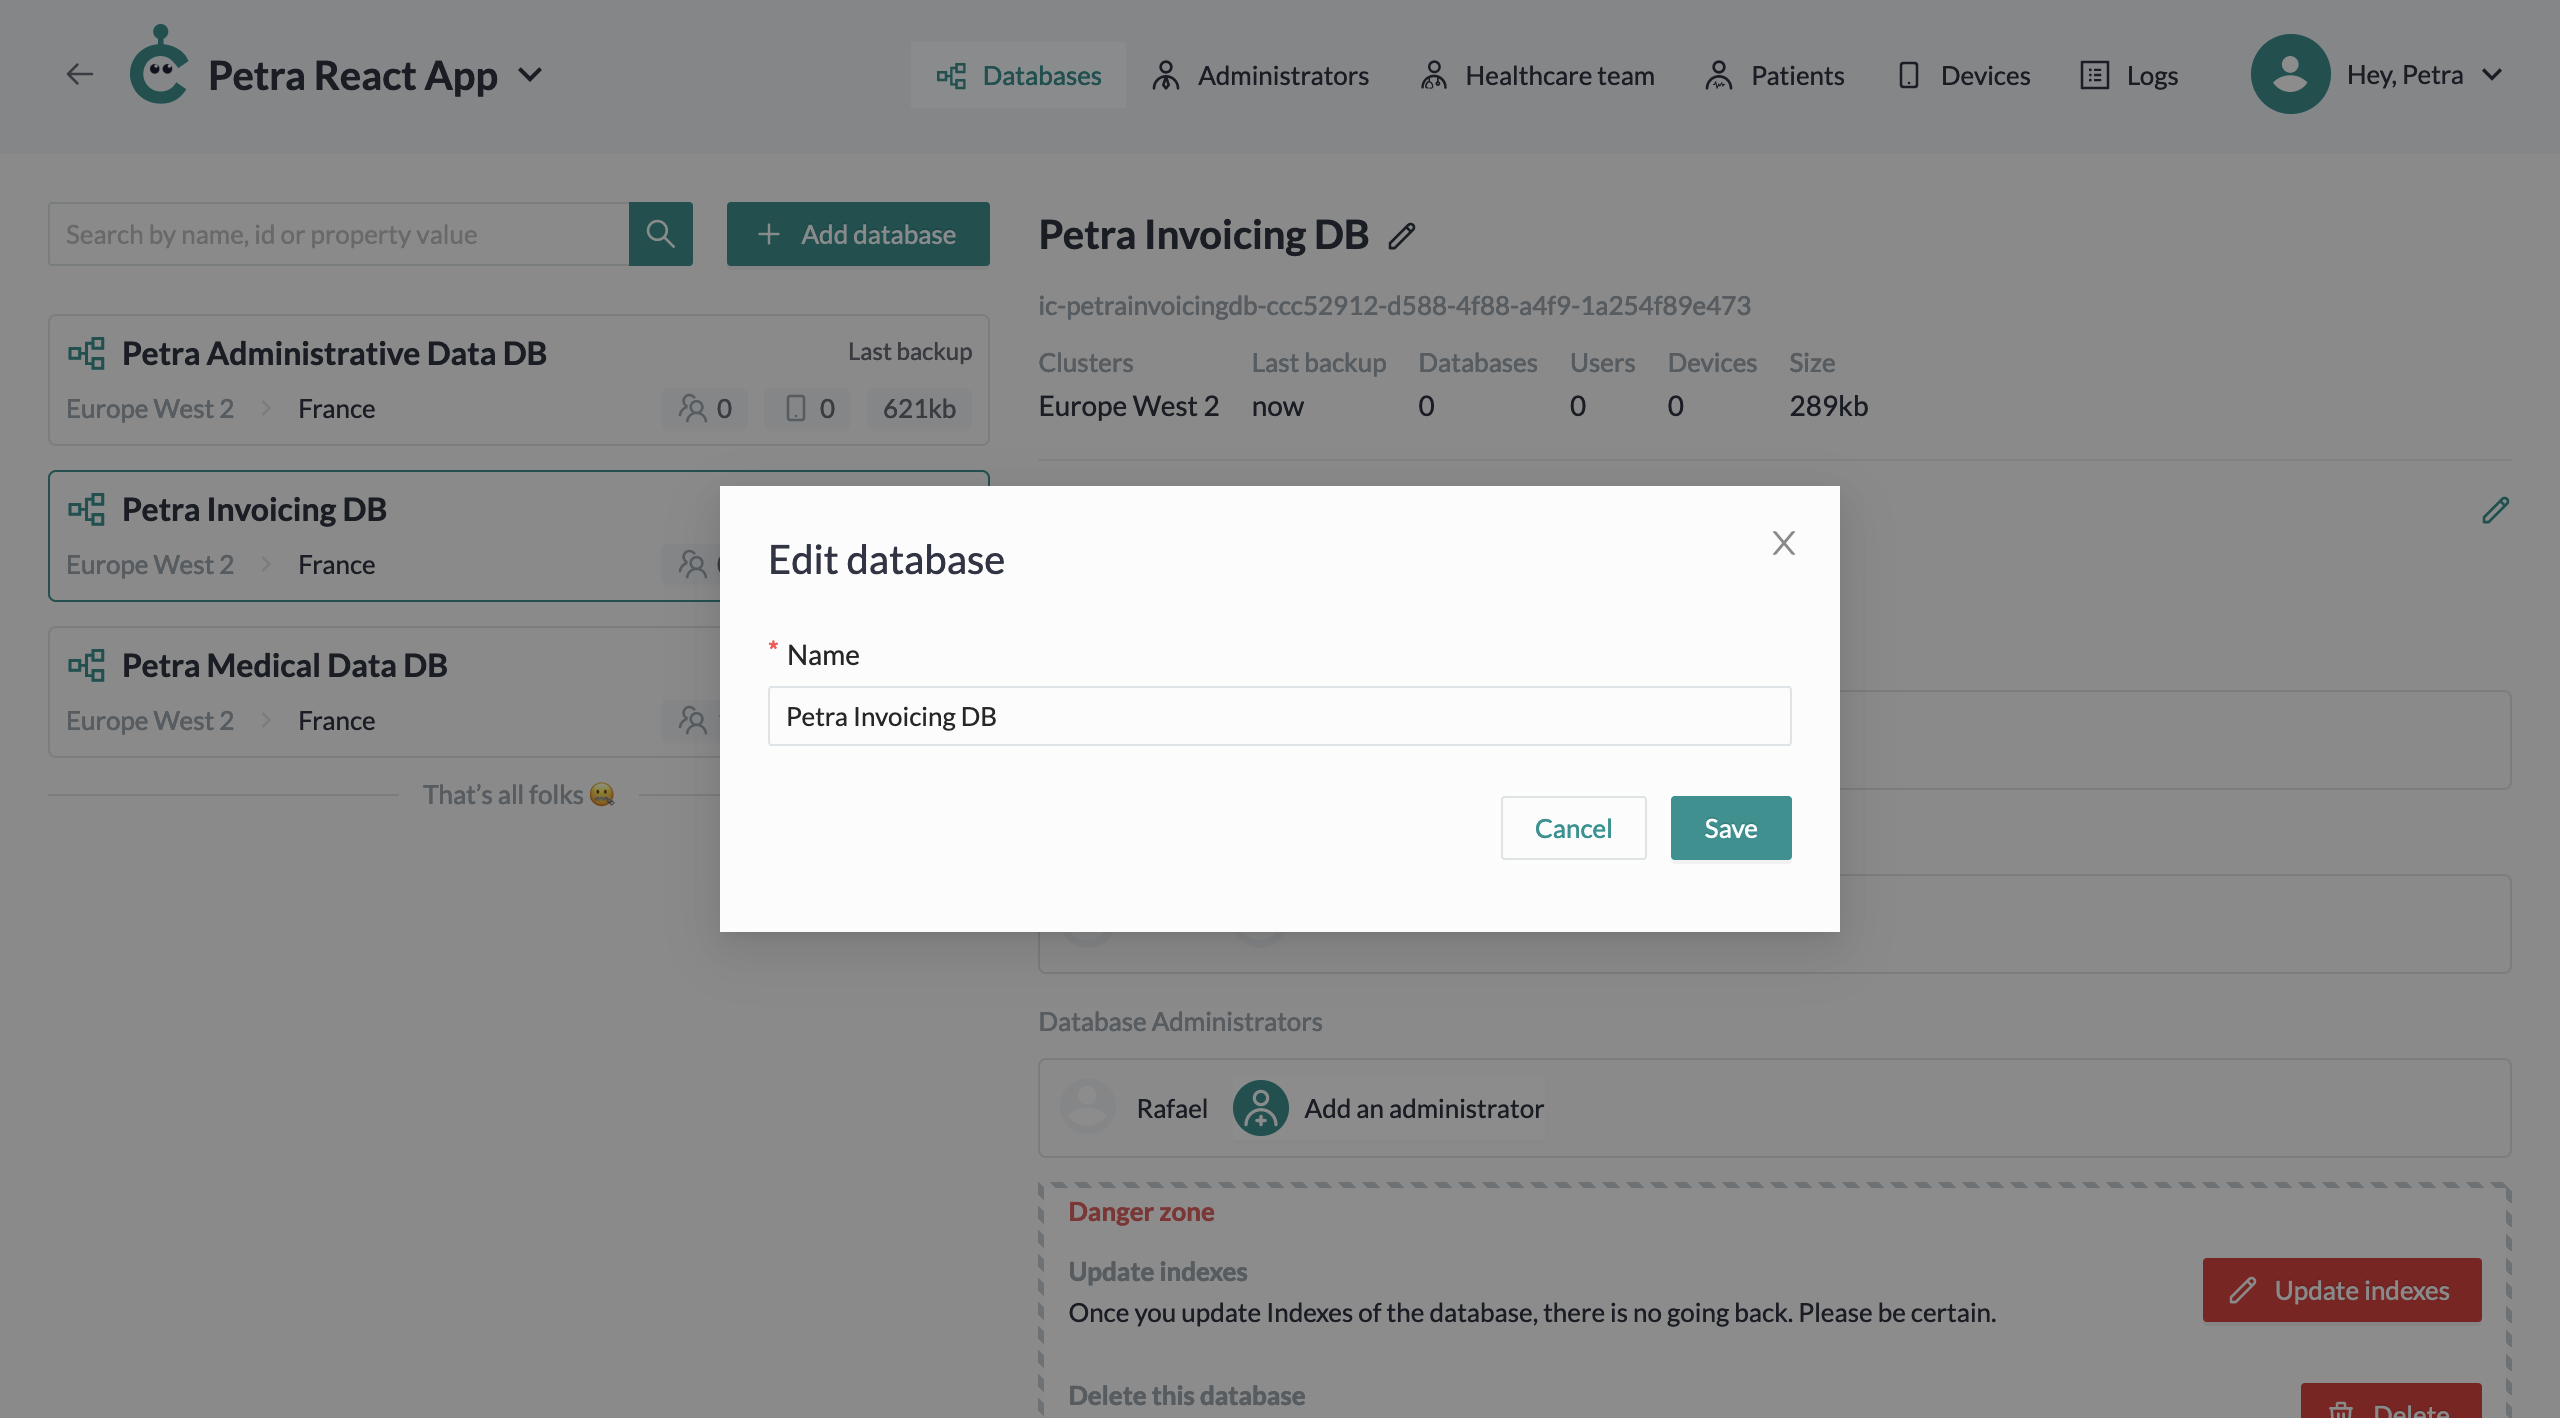 Petra React App
Databases
Administrators
Healthcare team
Patients
Devices
Logs
Hey, Petra
Search by name, id or property value
Add database
Petra Administrative Data DB
Last backup
Europe West 2 > France
0
0
621kb
Petra Invoicing DB
Europe West 2 > France
Petra Medical Data DB
Europe West 2 > France
That's all folks 🤐
Petra Invoicing DB
ic-petrainvoicingdb-ccc52912-d588-4f88-a4f9-1a254f89e473
Clusters Last backup Databases Users Devices Size
Europe West 2 now 0 0 0 289kb
Edit database
* Name
Petra Invoicing DB
Cancel
Save
Database Administrators
Rafael
Add an administrator
Danger zone
Update indexes
Once you update Indexes of the database, there is no going back. Please be certain.
Update indexes
Delete this database
Delete